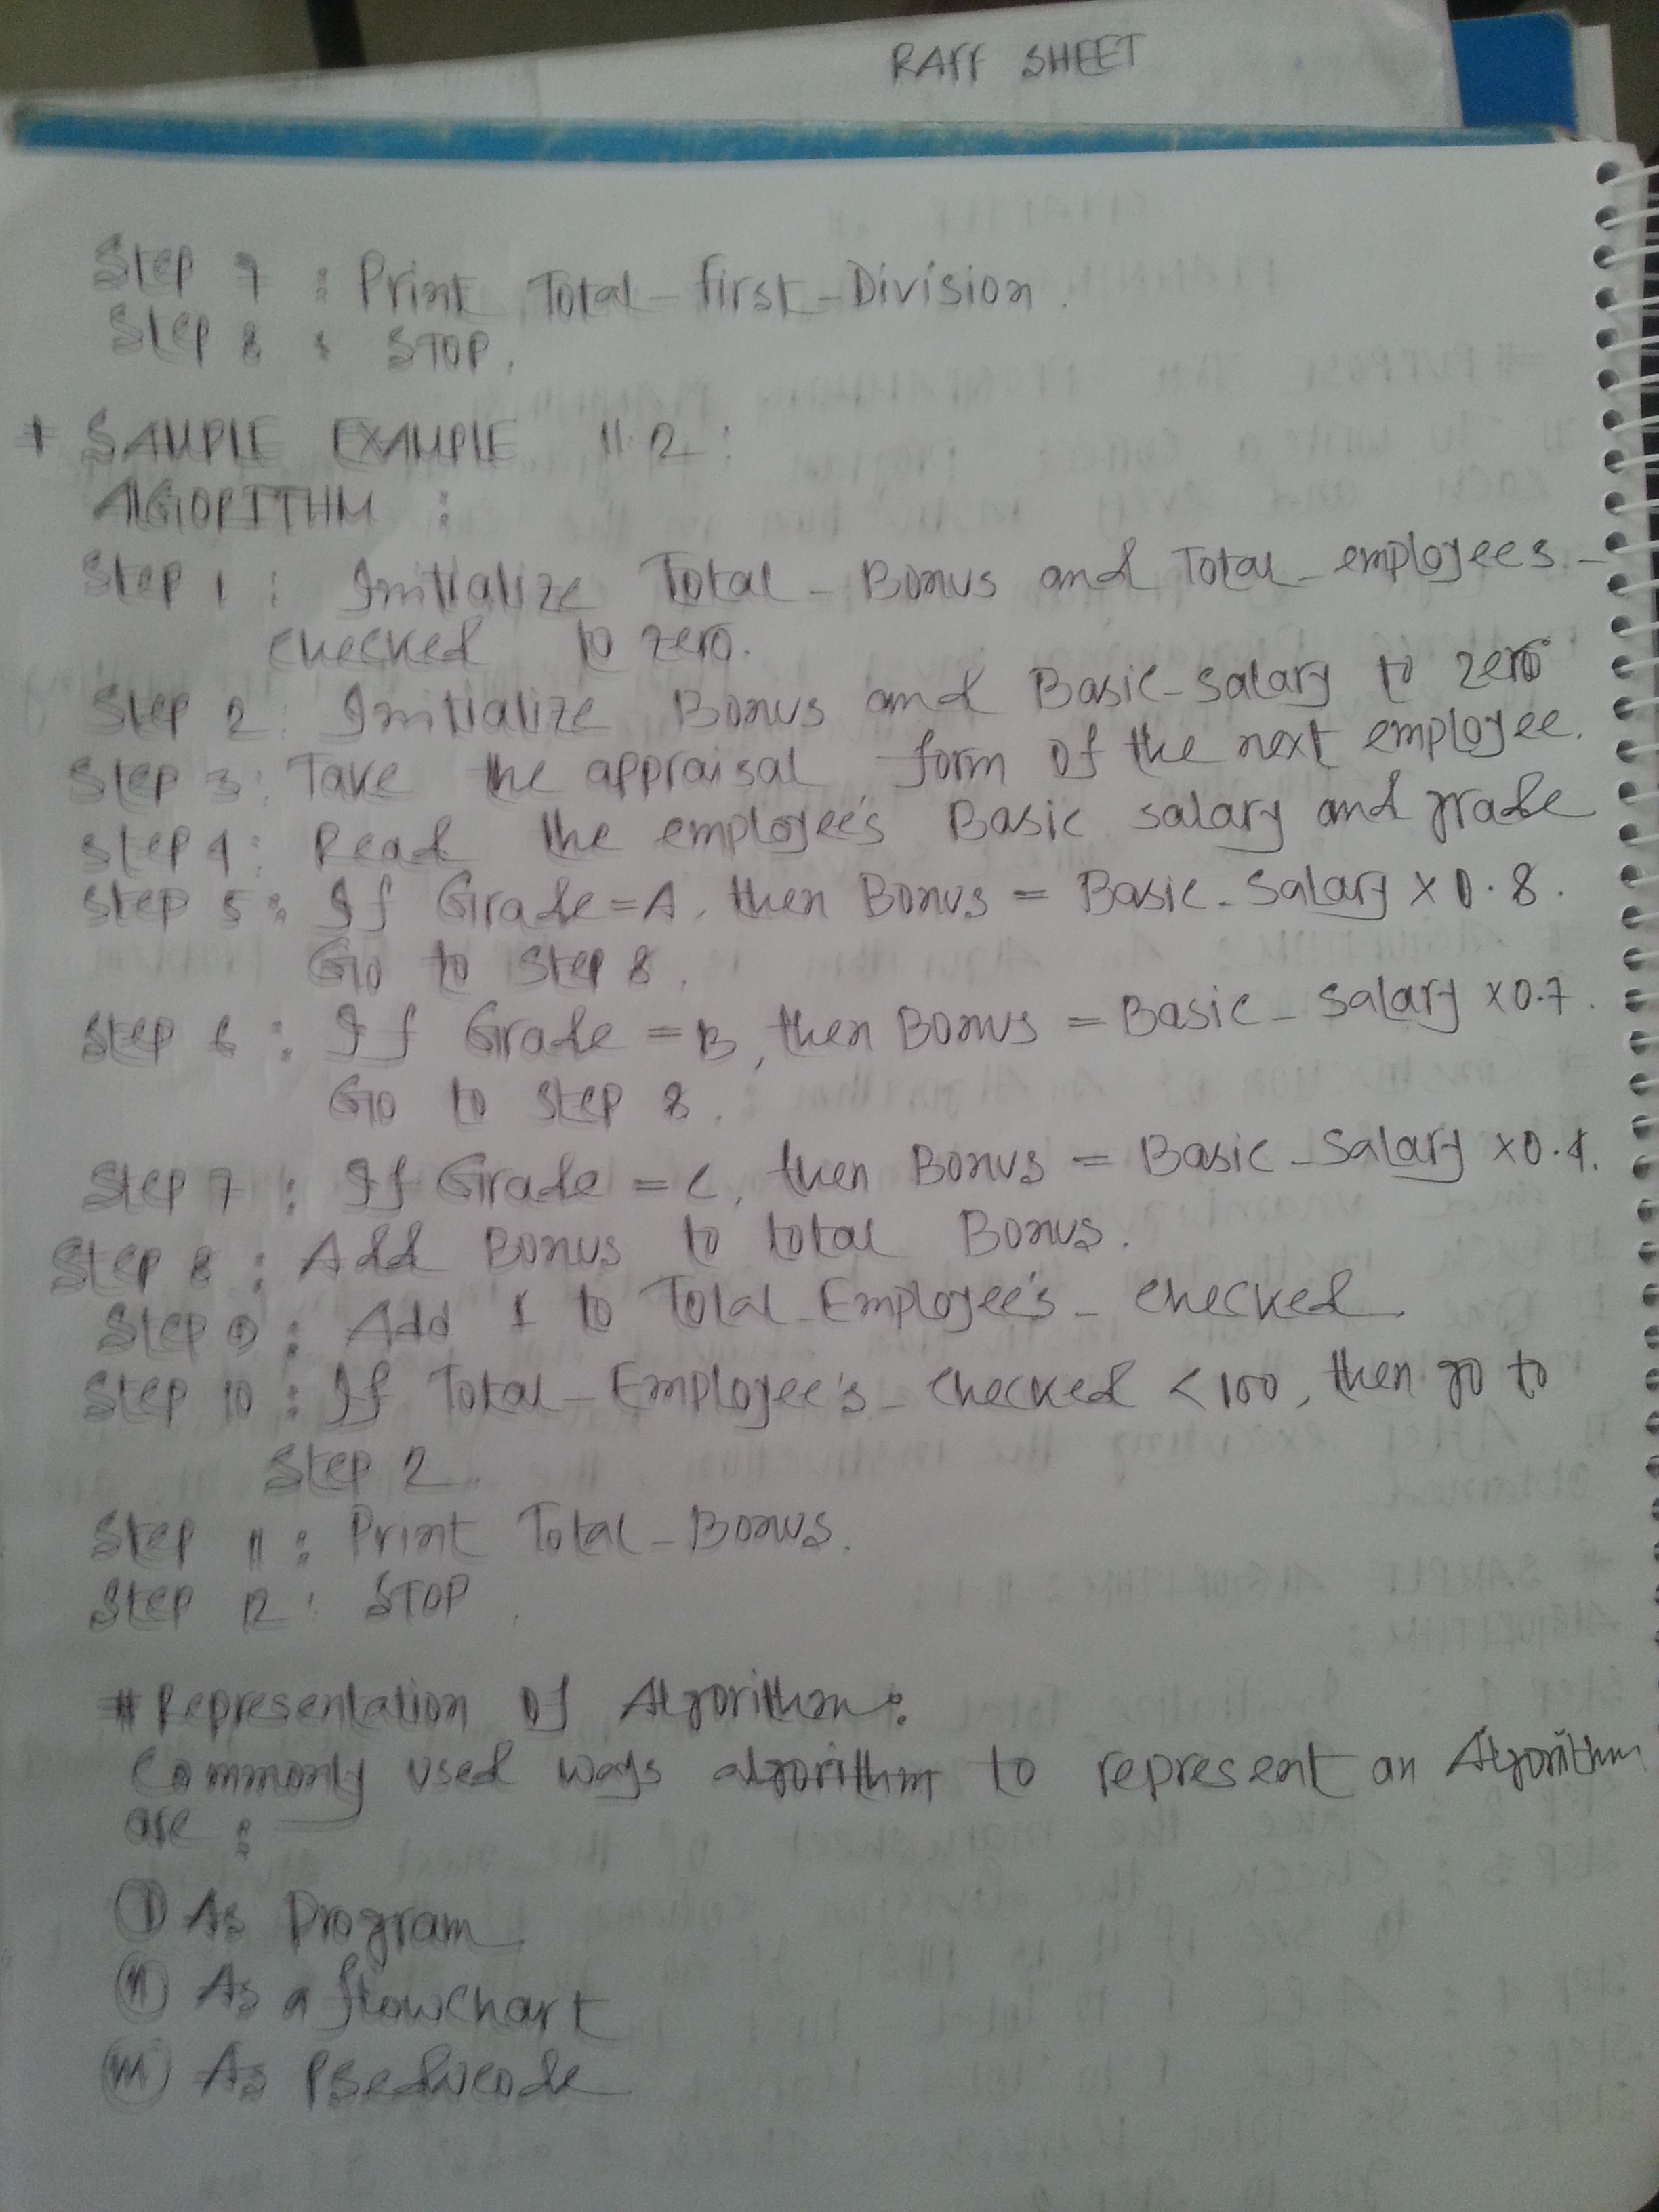 RAFF SHEET
Step 7 : Print Total-first-Division.
Step 8 : STOP.
# SAMPLE EXAMPLE 11.2 :
ALGORITHM :
Step 1 : Initialize Total-Bonus and Total-employees-
checked to zero.
Step 2 : Initialize Bonus and Basic-salary to zero
Step 3 : Take the appraisal form of the next employee.
Step 4 : Read the employee's Basic salary and grade
Step 5 : If Grade=A, then Bonus = Basic-Salary x 0.8.
Go to Step 8.
Step 6 : If Grade = B, then Bonus = Basic-Salary x0.7.
Go to Step 8.
Step 7 : If Grade = C, then Bonus = Basic-Salary x0.4.
Step 8 : Add Bonus to total Bonus.
Step 9 : Add 1 to Total-Employee's-checked.
Step 10 : If Total-Employee's-checked <100, then go to
Step 2.
Step 11 : Print Total-Bonus.
Step 12 : STOP.
# Representation of Algorithm :
Commonly used ways algorithm to represent an Algorithm
are : —
(I) As Program
(II) As a flowchart
(III) As Pseducode